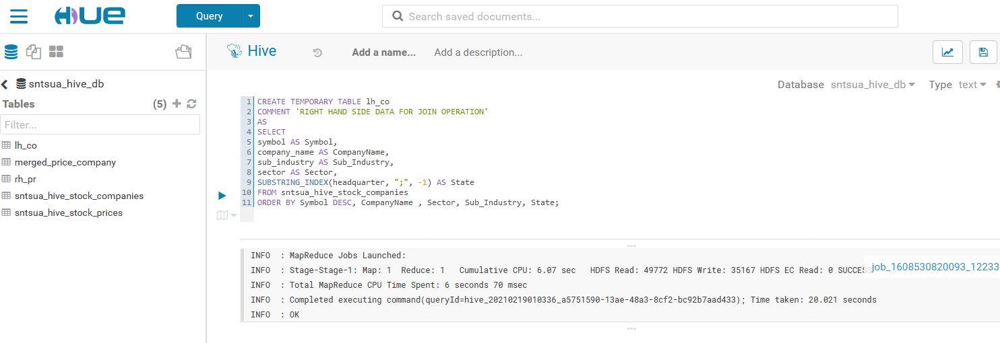 HUE
Query
Search saved documents...
Hive
Add a name...
Add a description...
sntsua_hive_db
Tables
(5)
Filter...
lh_co
merged_price_company
rh_pr
sntsua_hive_stock_companies
sntsua_hive_stock_prices
Database sntsua_hive_db Type text
1 CREATE TEMPORARY TABLE lh_co
2 COMMENT 'RIGHT HAND SIDE DATA FOR JOIN OPERATION'
3 AS
4 SELECT
5 symbol AS Symbol,
6 company_name AS CompanyName,
7 sub_industry AS Sub_Industry,
8 sector AS Sector,
9 SUBSTRING_INDEX(headquarter, ";", -1) AS State
10 FROM sntsua_hive_stock_companies
11 ORDER BY Symbol DESC, CompanyName , Sector, Sub_Industry, State;
INFO : MapReduce Jobs Launched:
INFO : Stage-Stage-1: Map: 1 Reduce: 1 Cumulative CPU: 6.07 sec HDFS Read: 49772 HDFS Write: 35167 HDFS EC Read: 0 SUCCESS
job_1608530820093_12233
INFO : Total MapReduce CPU Time Spent: 6 seconds 70 msec
INFO : Completed executing command(queryId=hive_20210219010336_a5751590-13ae-48a3-8cf2-bc92b7aad433); Time taken: 20.021 seconds
INFO : OK